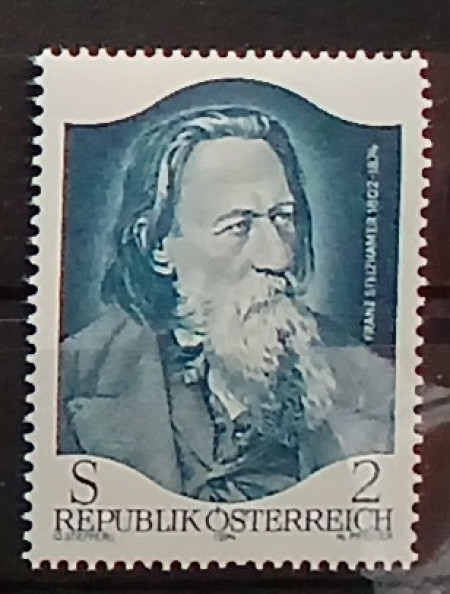 FRANZ STELZHAMER 1802-1874
S 2
REPUBLIK ÖSTERREICH
1974